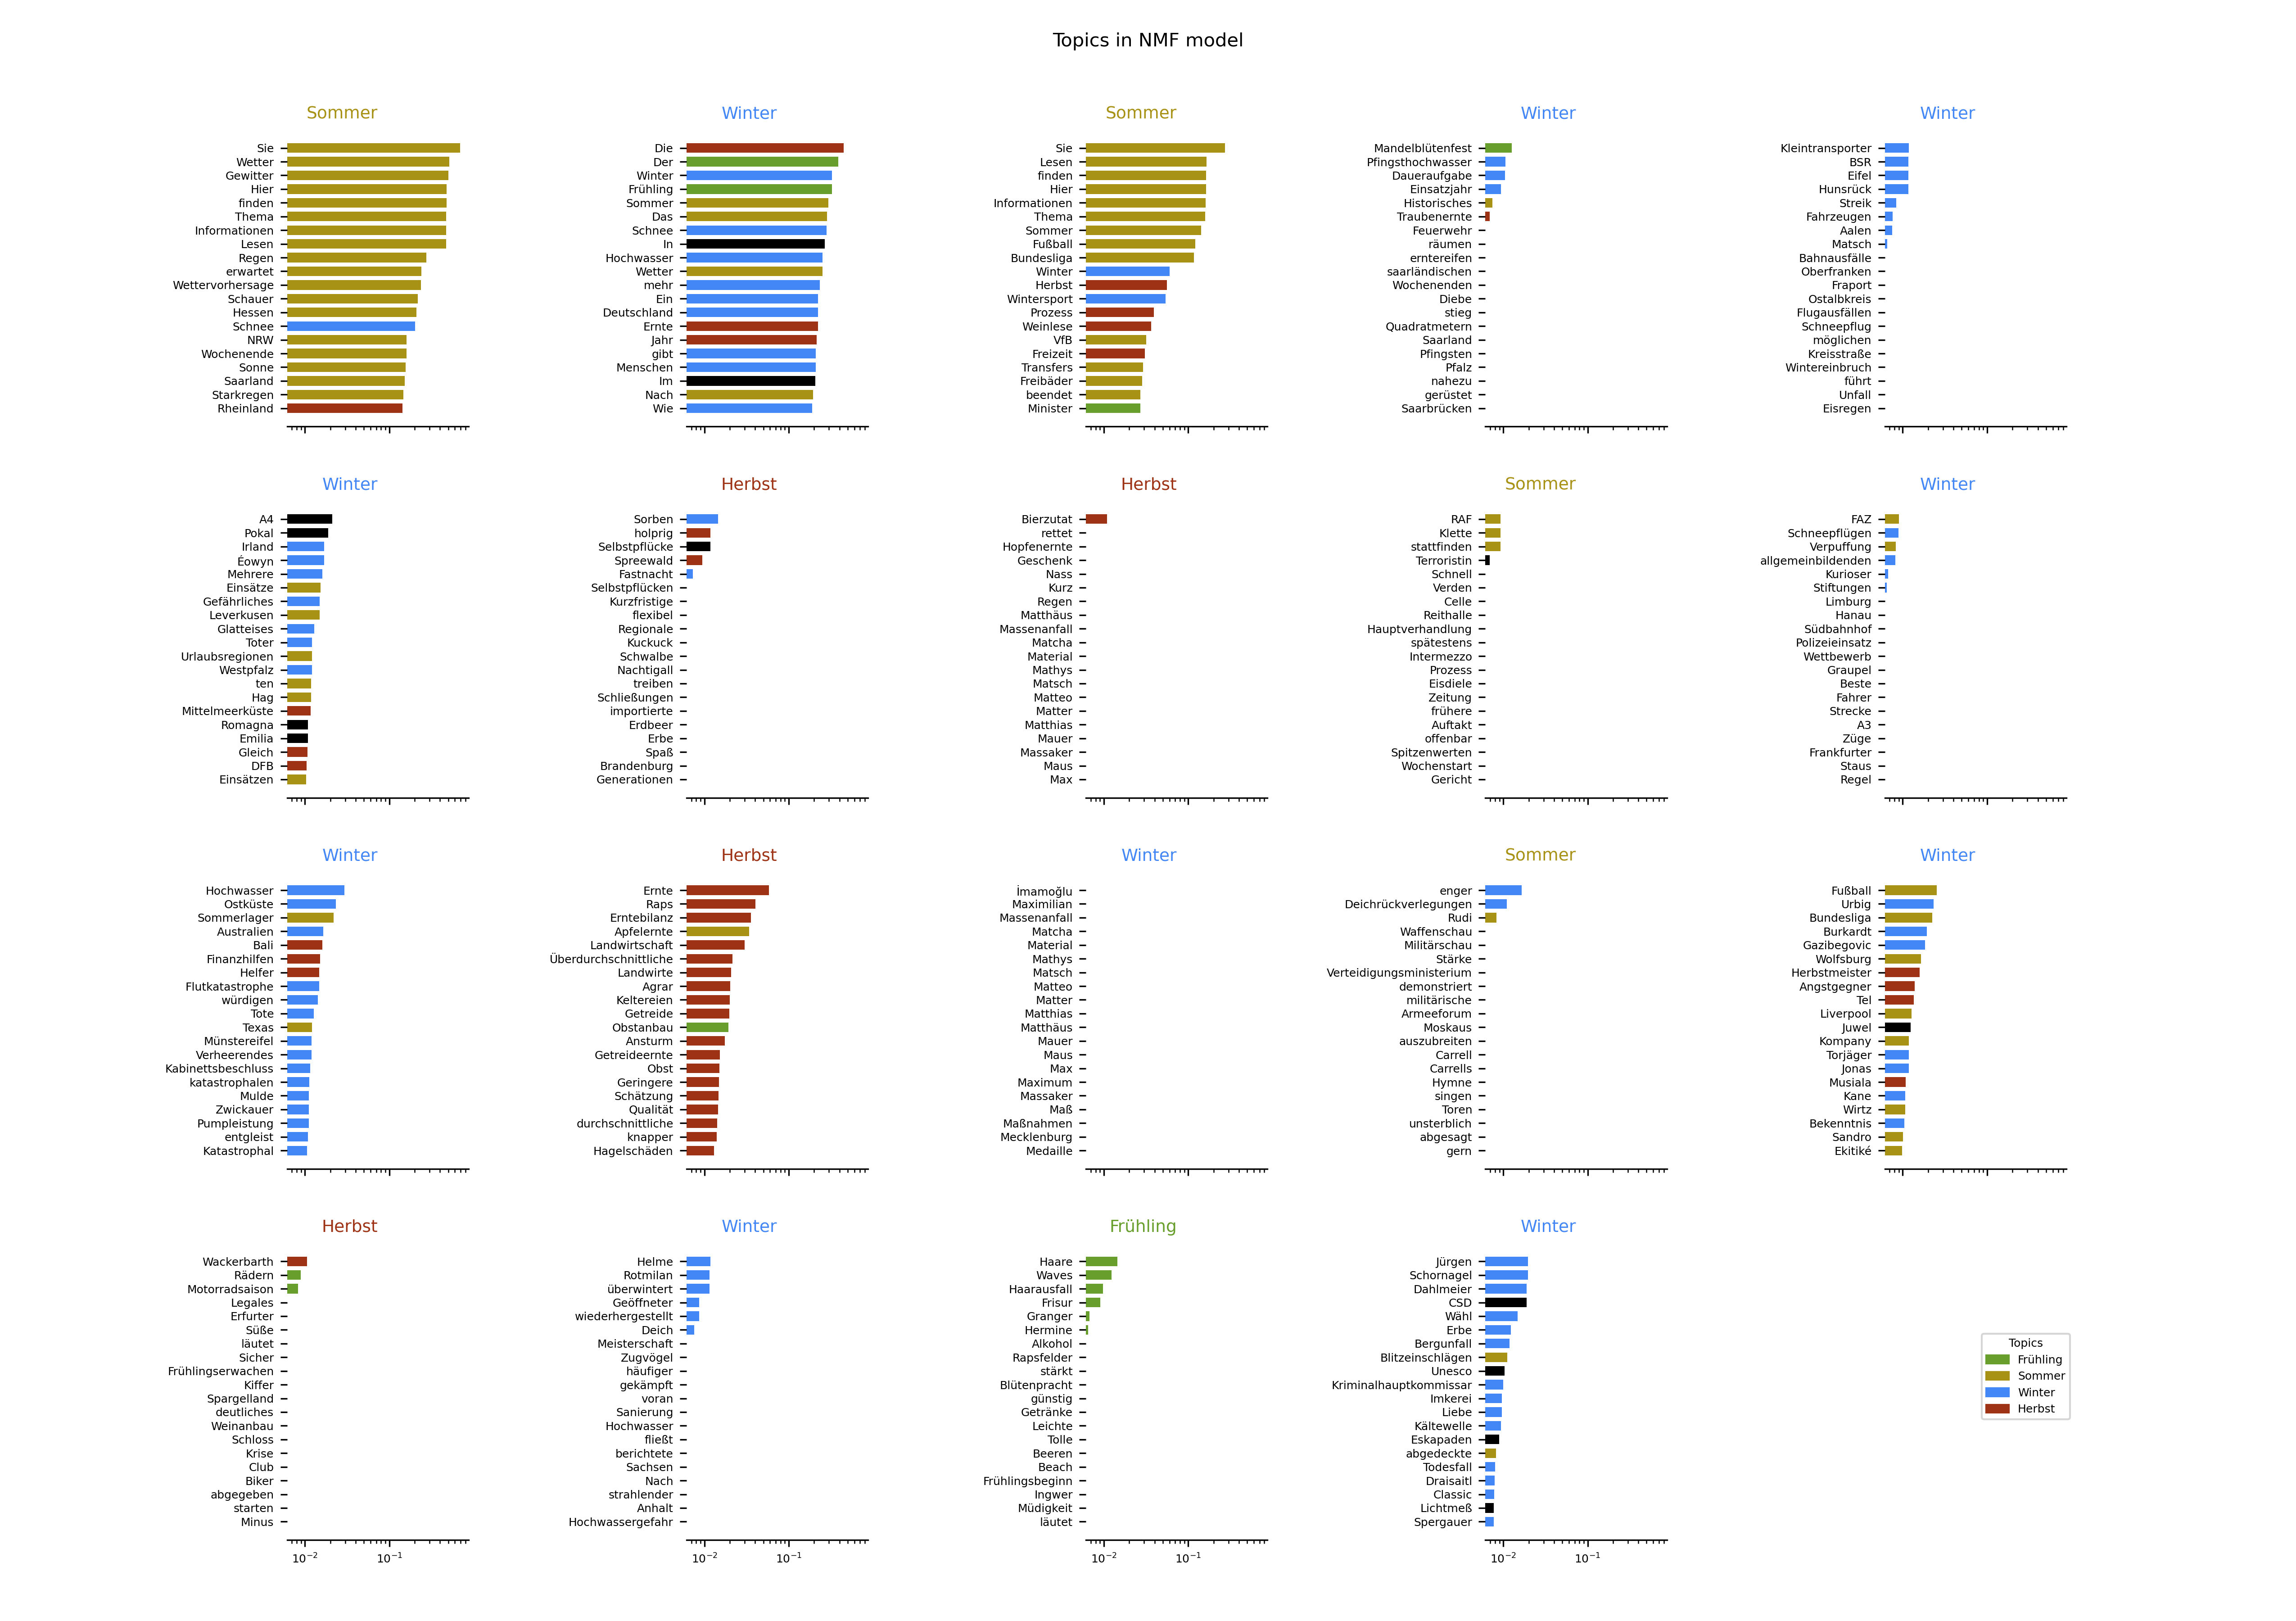 Topics in NMF model
Sommer
Sie
Wetter
Gewitter
Hier
finden
Thema
Informationen
Lesen
Regen
erwartet
Wettervorhersage
Schauer
Hessen
Schnee
NRW
Wochenende
Sonne
Saarland
Starkregen
Rheinland
Winter
Die
Der
Winter
Frühling
Sommer
Das
Schnee
In
Hochwasser
Wetter
mehr
Ein
Deutschland
Ernte
Jahr
gibt
Menschen
Im
Nach
Wie
Sommer
Sie
Lesen
finden
Hier
Informationen
Thema
Sommer
Fußball
Bundesliga
Winter
Herbst
Wintersport
Prozess
Weinlese
VfB
Freizeit
Transfers
Freibäder
beendet
Minister
Winter
Mandelblütenfest
Pfingsthochwasser
Daueraufgabe
Einsatzjahr
Historisches
Traubenernte
Feuerwehr
räumen
erntereifen
saarländischen
Wochenenden
Diebe
stieg
Quadratmetern
Saarland
Pfingsten
Pfalz
nahezu
gerüstet
Saarbrücken
Winter
Kleintransporter
BSR
Eifel
Hunsrück
Streik
Fahrzeugen
Aalen
Matsch
Bahnausfälle
Oberfranken
Fraport
Ostalbkreis
Flugausfällen
Schneepflug
möglichen
Kreisstraße
Wintereinbruch
führt
Unfall
Eisregen
Winter
A4
Pokal
Irland
Éowyn
Mehrere
Einsätze
Gefährliches
Leverkusen
Glatteises
Toter
Urlaubsregionen
Westpfalz
ten
Hag
Mittelmeerküste
Romagna
Emilia
Gleich
DFB
Einsätzen
Herbst
Sorben
holprig
Selbstpflücke
Spreewald
Fastnacht
Selbstpflücken
Kurzfristige
flexibel
Regionale
Kuckuck
Schwalbe
Nachtigall
treiben
Schließungen
importierte
Erdbeer
Erbe
Spaß
Brandenburg
Generationen
Herbst
Bierzutat
rettet
Hopfenernte
Geschenk
Nass
Kurz
Regen
Matthäus
Massenanfall
Matcha
Material
Mathys
Matsch
Matteo
Matter
Matthias
Mauer
Massaker
Maus
Max
Sommer
RAF
Klette
stattfinden
Terroristin
Schnell
Verden
Celle
Reithalle
Hauptverhandlung
spätestens
Intermezzo
Prozess
Eisdiele
Zeitung
frühere
Auftakt
offenbar
Spitzenwerten
Wochenstart
Gericht
Winter
FAZ
Schneepflügen
Verpuffung
allgemeinbildenden
Kurioser
Stiftungen
Limburg
Hanau
Südbahnhof
Polizeieinsatz
Wettbewerb
Graupel
Beste
Fahrer
Strecke
A3
Züge
Frankfurter
Staus
Regel
Winter
Hochwasser
Ostküste
Sommerlager
Australien
Bali
Finanzhilfen
Helfer
Flutkatastrophe
würdigen
Tote
Texas
Münstereifel
Verheerendes
Kabinettsbeschluss
katastrophalen
Mulde
Zwickauer
Pumpleistung
entgleist
Katastrophal
Herbst
Ernte
Raps
Erntebilanz
Apfelernte
Landwirtschaft
Überdurchschnittliche
Landwirte
Agrar
Keltereien
Getreide
Obstanbau
Ansturm
Getreideernte
Obst
Geringere
Schätzung
Qualität
durchschnittliche
knapper
Hagelschäden
Winter
İmamoğlu
Maximilian
Massenanfall
Matcha
Material
Mathys
Matsch
Matteo
Matter
Matthias
Matthäus
Mauer
Maus
Max
Maximum
Massaker
Maß
Maßnahmen
Mecklenburg
Medaille
Sommer
enger
Deichrückverlegungen
Rudi
Waffenschau
Militärschau
Stärke
Verteidigungsministerium
demonstriert
militärische
Armeeforum
Moskaus
auszubreiten
Carrell
Carrells
Hymne
singen
Toren
unsterblich
abgesagt
gern
Winter
Fußball
Urbig
Bundesliga
Burkardt
Gazibegovic
Wolfsburg
Herbstmeister
Angstgegner
Tel
Liverpool
Juwel
Kompany
Torjäger
Jonas
Musiala
Kane
Wirtz
Bekenntnis
Sandro
Ekitiké
Herbst
Wackerbarth
Rädern
Motorradsaison
Legales
Erfurter
Süße
läutet
Sicher
Frühlingserwachen
Kiffer
Spargelland
deutliches
Weinanbau
Schloss
Krise
Club
Biker
abgegeben
starten
Minus
10⁻² 10⁻¹
Winter
Helme
Rotmilan
überwintert
Geöffneter
wiederhergestellt
Deich
Meisterschaft
Zugvögel
häufiger
gekämpft
voran
Sanierung
Hochwasser
fließt
berichtete
Sachsen
Nach
strahlender
Anhalt
Hochwassergefahr
10⁻² 10⁻¹
Frühling
Haare
Waves
Haarausfall
Frisur
Granger
Hermine
Alkohol
Rapsfelder
stärkt
Blütenpracht
günstig
Getränke
Leichte
Tolle
Beeren
Beach
Frühlingsbeginn
Ingwer
Müdigkeit
läutet
10⁻² 10⁻¹
Winter
Jürgen
Schornagel
Dahlmeier
CSD
Wähl
Erbe
Bergunfall
Blitzeinschlägen
Unesco
Kriminalhauptkommissar
Imkerei
Liebe
Kältewelle
Eskapaden
abgedeckte
Todesfall
Draisaitl
Classic
Lichtmeß
Spergauer
10⁻² 10⁻¹
Topics
Frühling
Sommer
Winter
Herbst